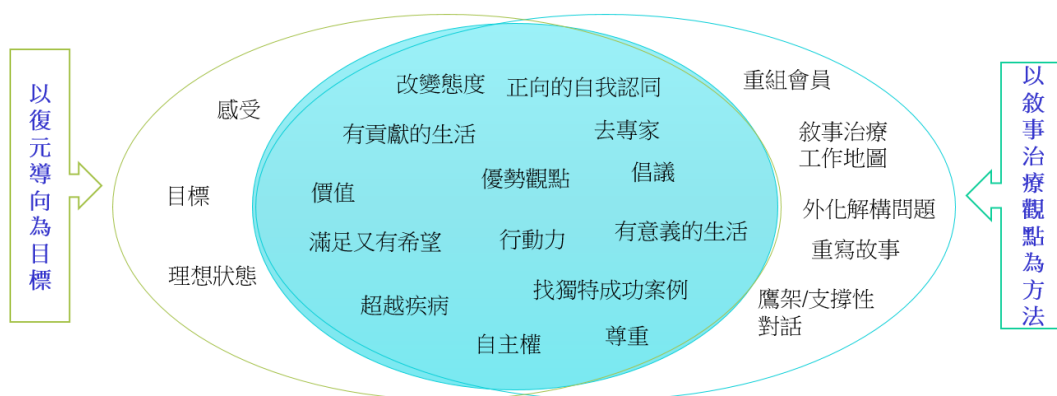 以復元導向為目標
感受
目標
理想狀態
改變態度
正向的自我認同
有貢獻的生活
去專家
價值
優勢觀點
倡議
滿足又有希望
行動力
有意義的生活
超越疾病
找獨特成功案例
自主權
尊重
重組會員
敘事治療
工作地圖
外化解構問題
重寫故事
鷹架/支撐性
對話
以敘事治療觀點為方法